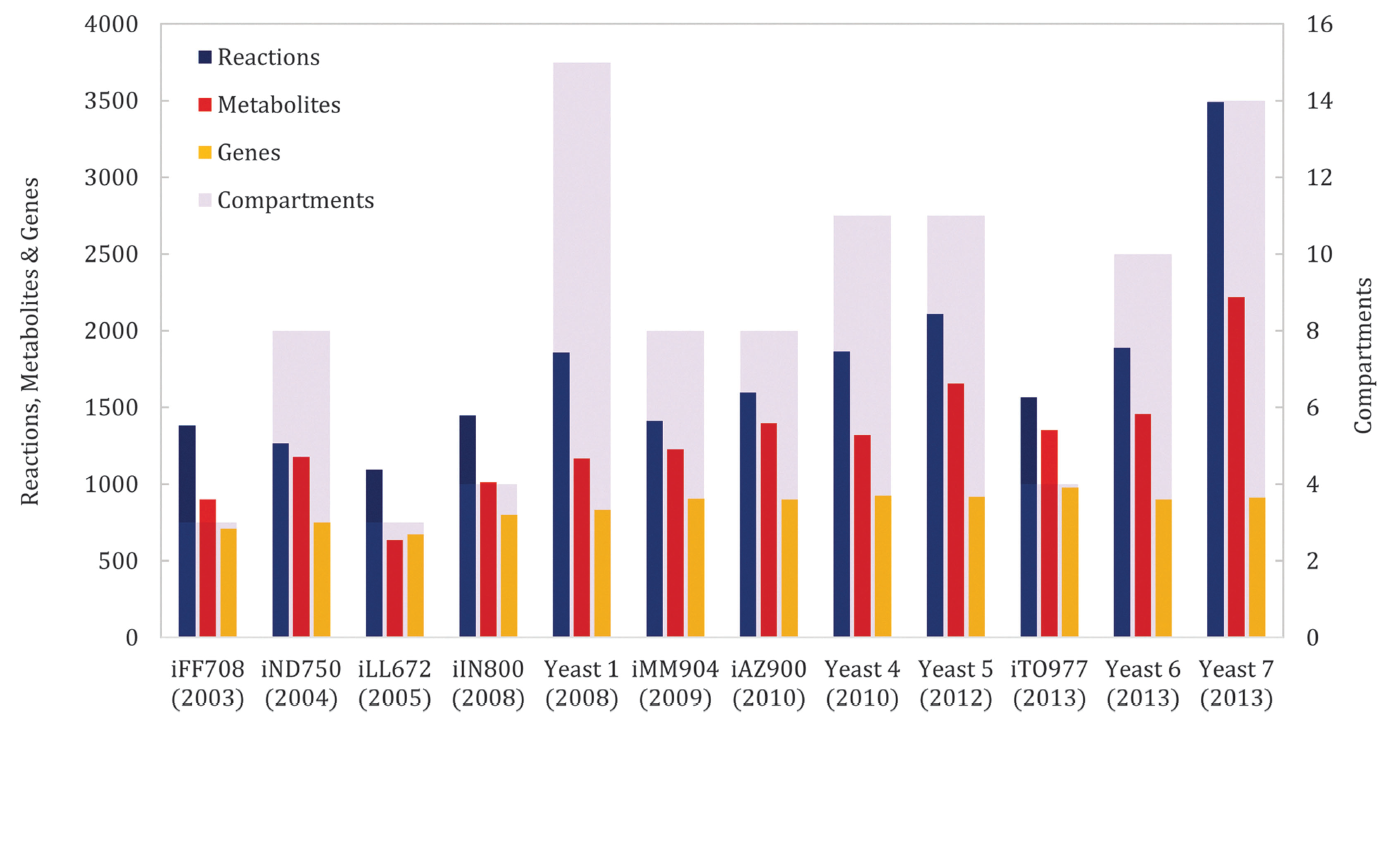 4000
3500
3000
2500
2000
1500
1000
500
0
Reactions, Metabolites & Genes
Reactions
Metabolites
Genes
Compartments
16
14
12
10
8
6
4
2
0
Compartments
iFF708 iND750 iLL672 iIN800 Yeast 1 iMM904 iAZ900 Yeast 4 Yeast 5 iTO977 Yeast 6 Yeast 7
(2003) (2004) (2005) (2008) (2008) (2009) (2010) (2010) (2012) (2013) (2013) (2013)